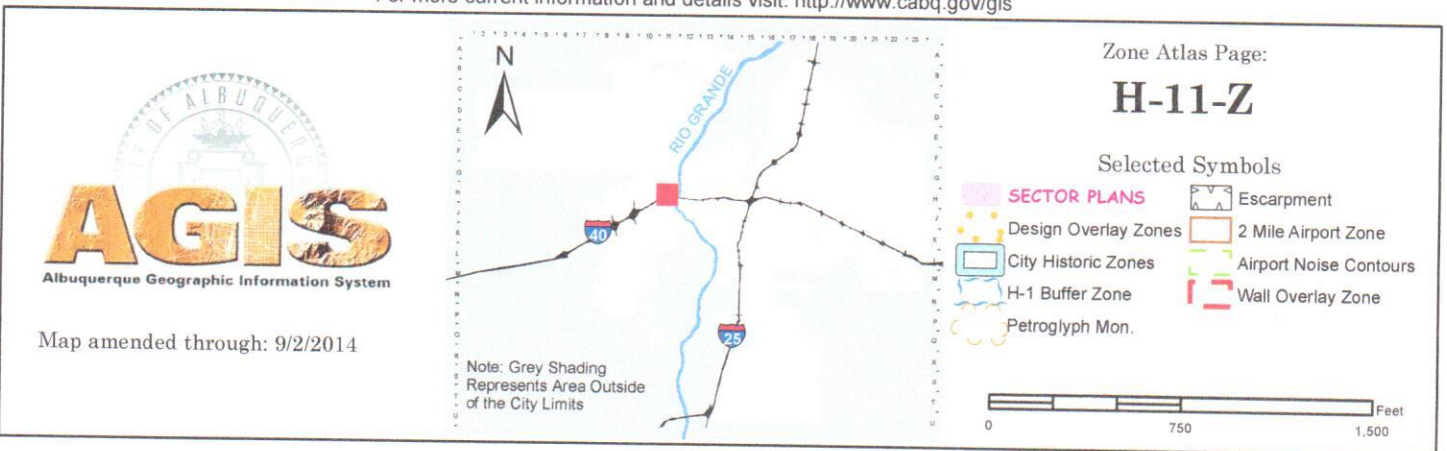 For more current information and details visit: http://www.cabq.gov/gis
CITY OF ALBUQUERQUE
AGIS
Albuquerque Geographic Information System
Map amended through: 9/2/2014
N
RIO GRANDE
40
25
Note: Grey Shading
Represents Area Outside
of the City Limits
Zone Atlas Page:
H-11-Z
Selected Symbols
SECTOR PLANS
Design Overlay Zones
City Historic Zones
H-1 Buffer Zone
Petroglyph Mon.
Escarpment
2 Mile Airport Zone
Airport Noise Contours
Wall Overlay Zone
Feet
0 750 1,500